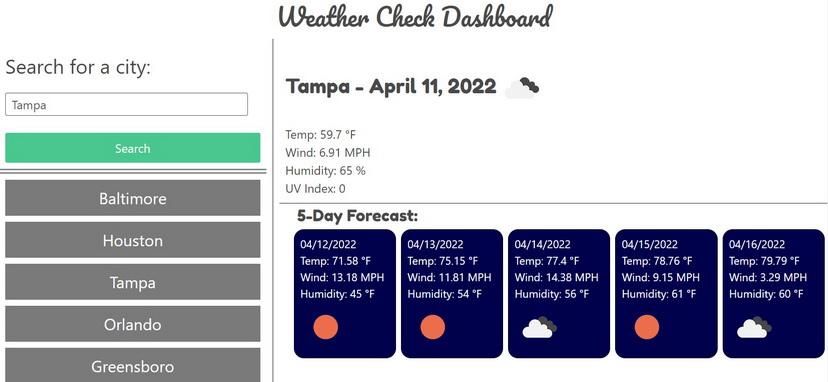 Weather Check Dashboard
Search for a city:
Tampa
Search
Baltimore
Houston
Tampa
Orlando
Greensboro
Tampa - April 11, 2022
Temp: 59.7 °F
Wind: 6.91 MPH
Humidity: 65 %
UV Index: 0
5-Day Forecast:
04/12/2022
Temp: 71.58 °F
Wind: 13.18 MPH
Humidity: 45 °F
04/13/2022
Temp: 75.15 °F
Wind: 11.81 MPH
Humidity: 54 °F
04/14/2022
Temp: 77.4 °F
Wind: 14.38 MPH
Humidity: 56 °F
04/15/2022
Temp: 78.76 °F
Wind: 9.15 MPH
Humidity: 61 °F
04/16/2022
Temp: 79.79 °F
Wind: 3.29 MPH
Humidity: 60 °F